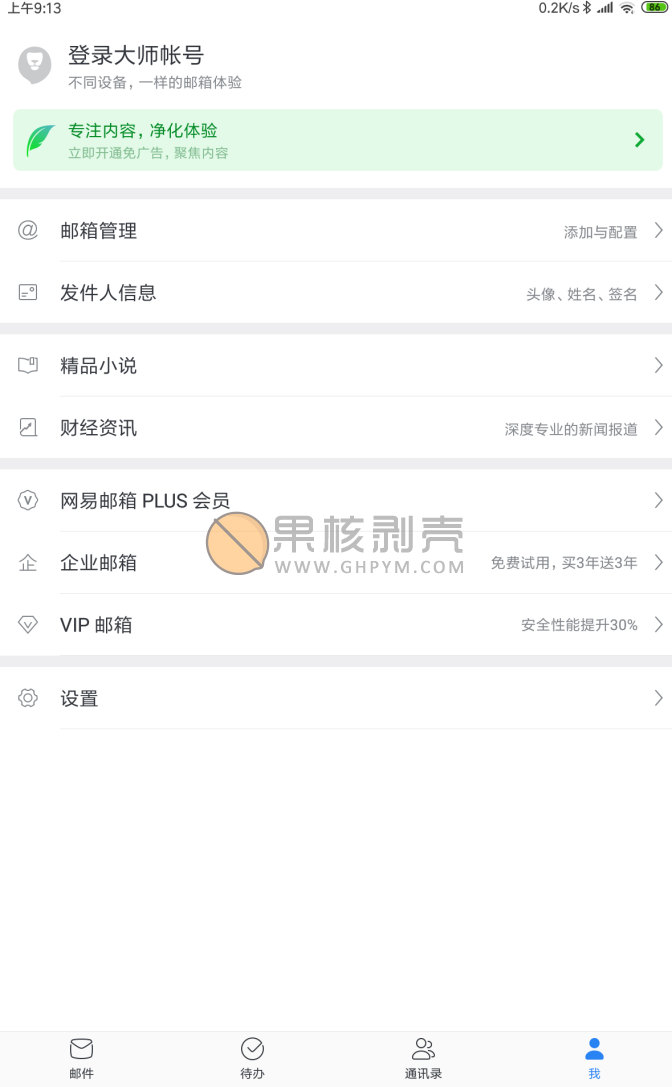 上午9:13 0.2K/s 86
登录大师帐号
不同设备，一样的邮箱体验
专注内容，净化体验
立即开通免广告，聚焦内容
邮箱管理 添加与配置
发件人信息 头像、姓名、签名
精品小说
财经资讯 深度专业的新闻报道
网易邮箱 PLUS 会员
果核剥壳
WWW.GHPYM.COM
企业邮箱 免费试用，买3年送3年
VIP 邮箱 安全性能提升30%
设置
邮件 待办 通讯录 我